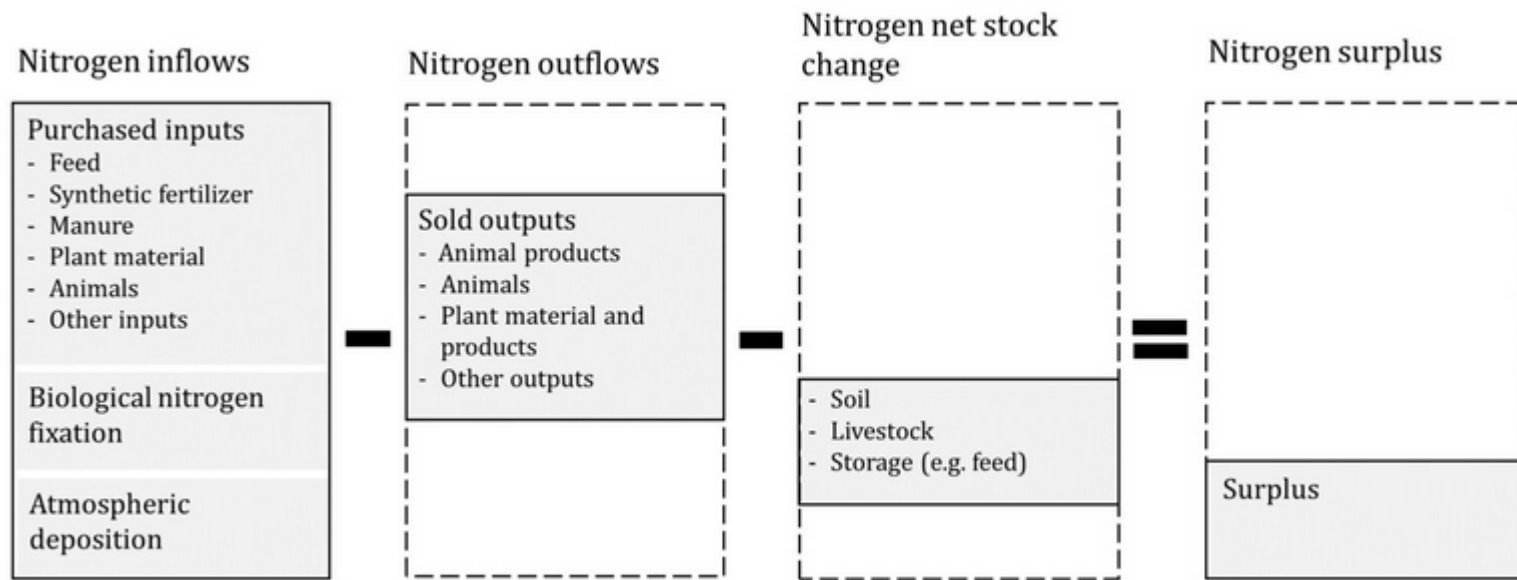 Nitrogen inflows
Purchased inputs
- Feed
- Synthetic fertilizer
- Manure
- Plant material
- Animals
- Other inputs
Biological nitrogen
fixation
Atmospheric
deposition
Nitrogen outflows
Sold outputs
- Animal products
- Animals
- Plant material and
products
- Other outputs
Nitrogen net stock
change
- Soil
- Livestock
- Storage (e.g. feed)
Nitrogen surplus
Surplus